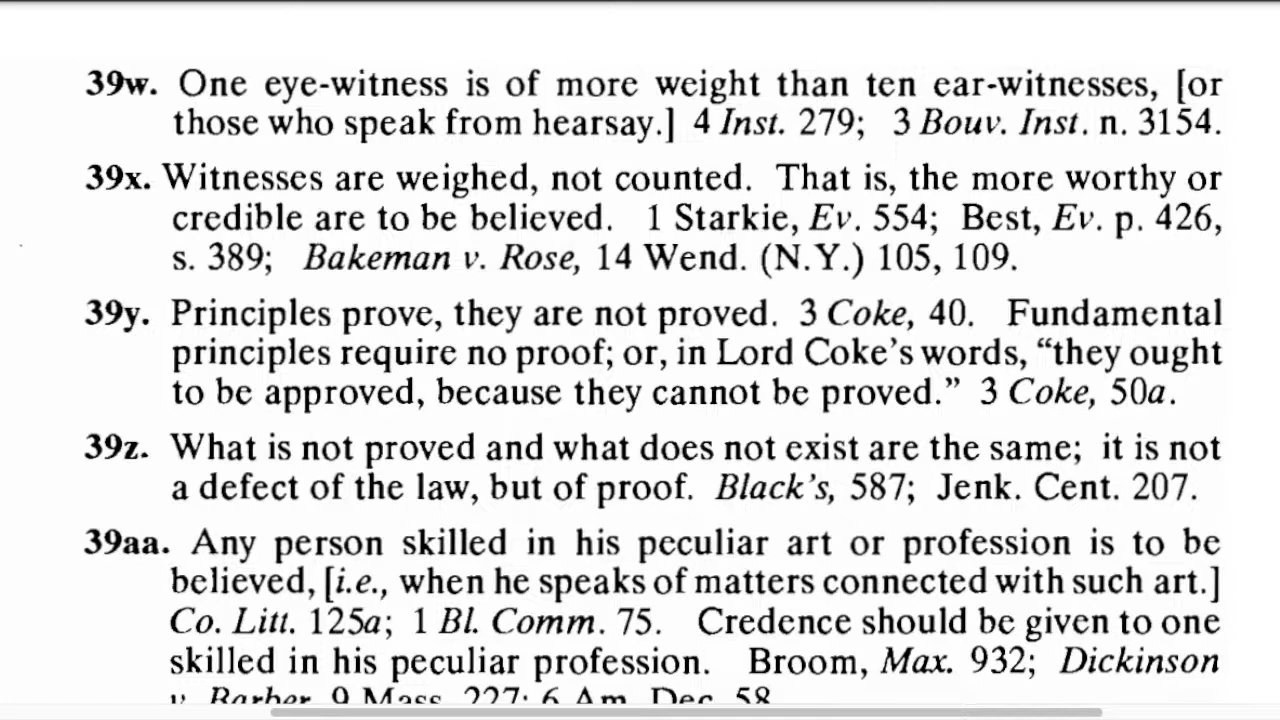 39w. One eye-witness is of more weight than ten ear-witnesses, [or
those who speak from hearsay.] 4 Inst. 279; 3 Bouv. Inst. n. 3154.
39x. Witnesses are weighed, not counted. That is, the more worthy or
credible are to be believed. 1 Starkie, Ev. 554; Best, Ev. p. 426,
s. 389; Bakeman v. Rose, 14 Wend. (N.Y.) 105, 109.
39y. Principles prove, they are not proved. 3 Coke, 40. Fundamental
principles require no proof; or, in Lord Coke's words, “they ought
to be approved, because they cannot be proved.” 3 Coke, 50a.
39z. What is not proved and what does not exist are the same; it is not
a defect of the law, but of proof. Black's, 587; Jenk. Cent. 207.
39aa. Any person skilled in his peculiar art or profession is to be
believed, [i.e., when he speaks of matters connected with such art.]
Co. Litt. 125a; 1 Bl. Comm. 75. Credence should be given to one
skilled in his peculiar profession. Broom, Max. 932; Dickinson
v. Barber, 9 Mass. 227; 6 Am. Dec. 58